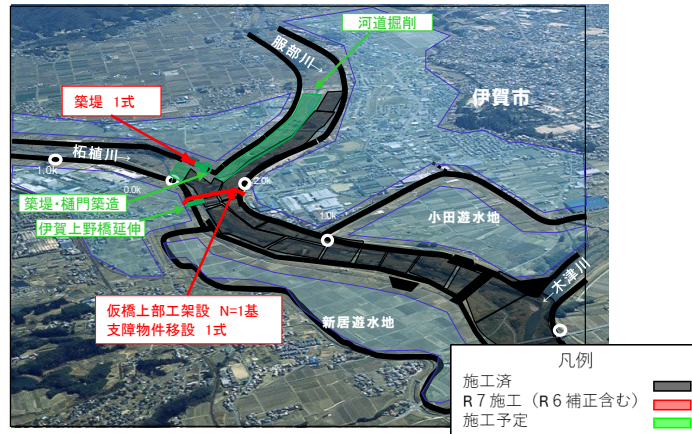 河道掘削
服部川→
築堤 1式
伊賀市
柘植川→
1.0k
0.0k
2.0k
築堤・樋門築造
伊賀上野橋延伸
1.0k
小田遊水地
←木津川
仮橋上部工架設 N=1基
支障物件移設 1式
新居遊水地
凡例
施工済
R7施工（R6補正含む）
施工予定